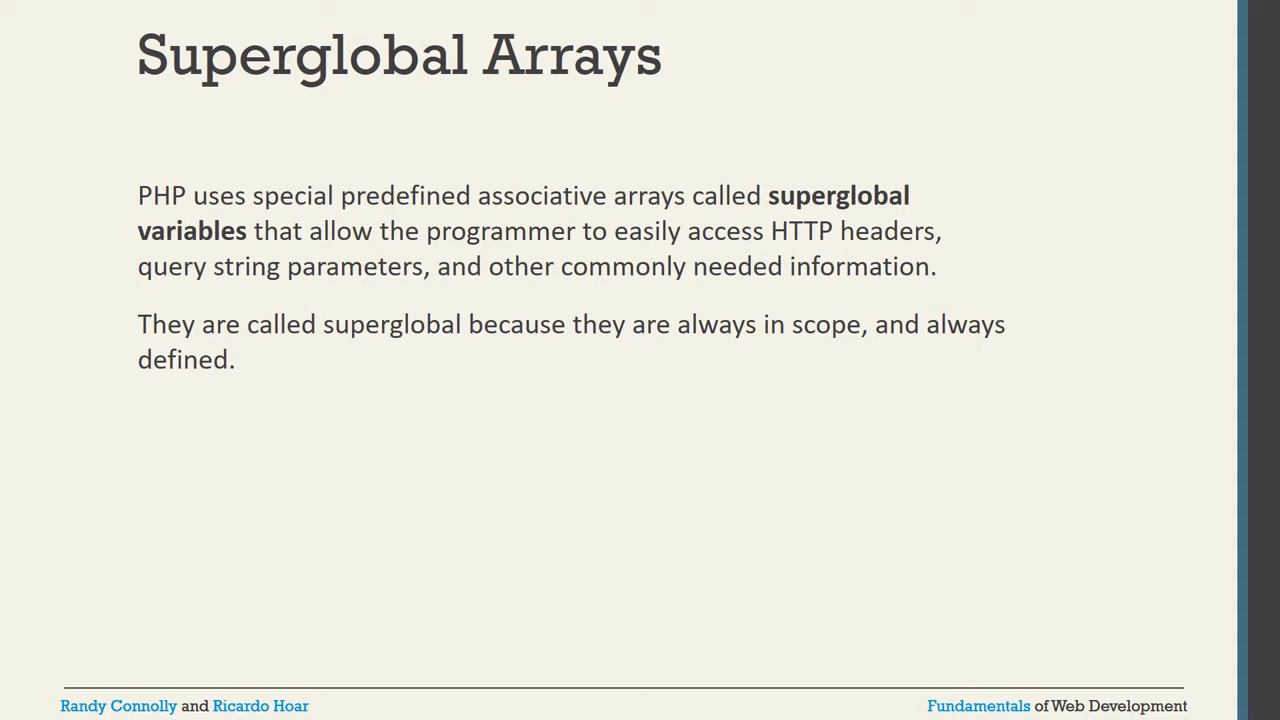 Superglobal Arrays
PHP uses special predefined associative arrays called superglobal
variables that allow the programmer to easily access HTTP headers,
query string parameters, and other commonly needed information.
They are called superglobal because they are always in scope, and always
defined.
Randy Connolly and Ricardo Hoar
Fundamentals of Web Development